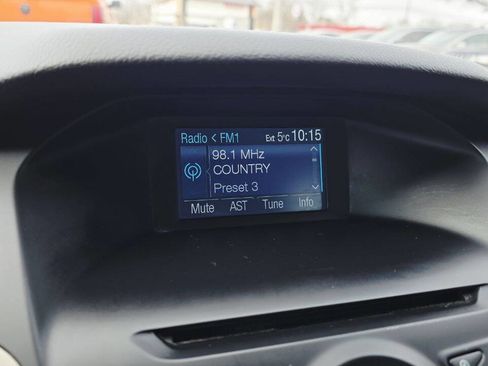 Radio < FM1 Ext 5°C 10:15
98.1 MHz
COUNTRY
Preset 3
Mute AST Tune Info